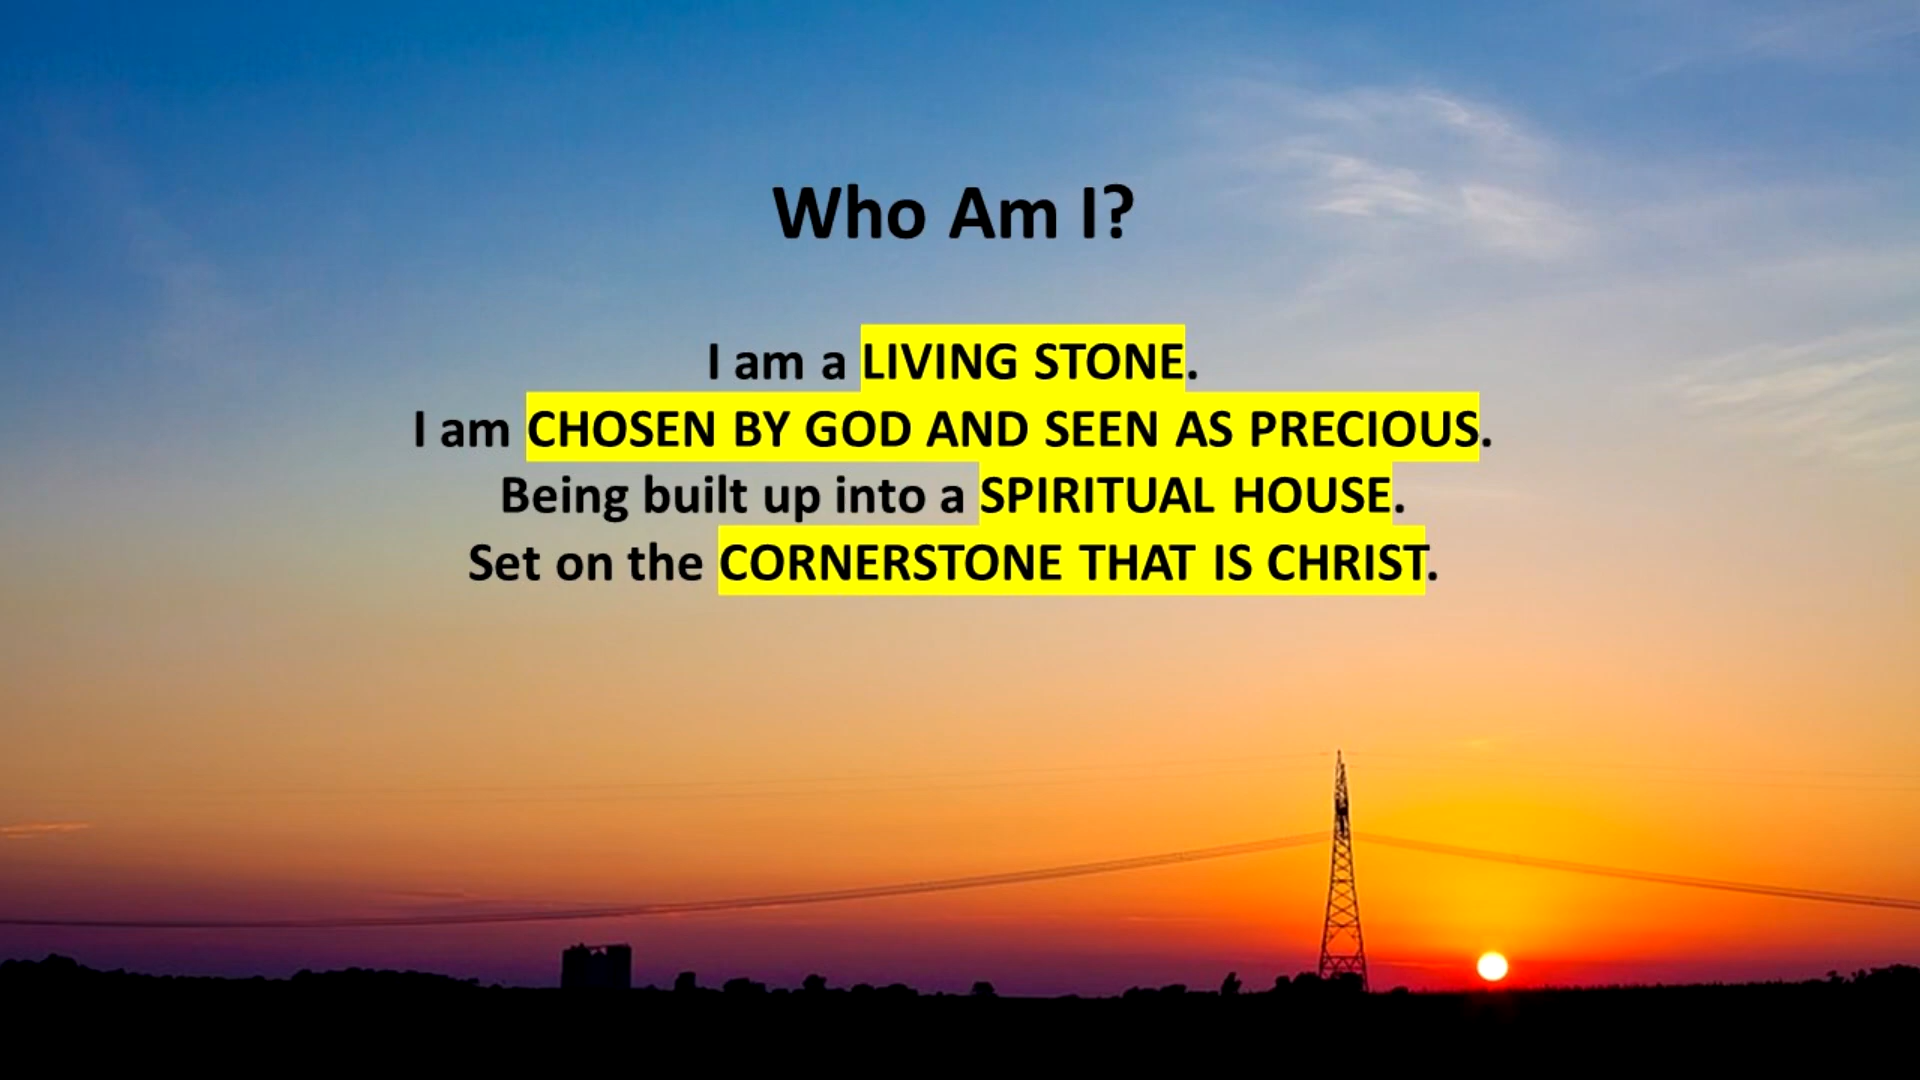 Who Am I?
I am a LIVING STONE.
I am CHOSEN BY GOD AND SEEN AS PRECIOUS.
Being built up into a SPIRITUAL HOUSE.
Set on the CORNERSTONE THAT IS CHRIST.